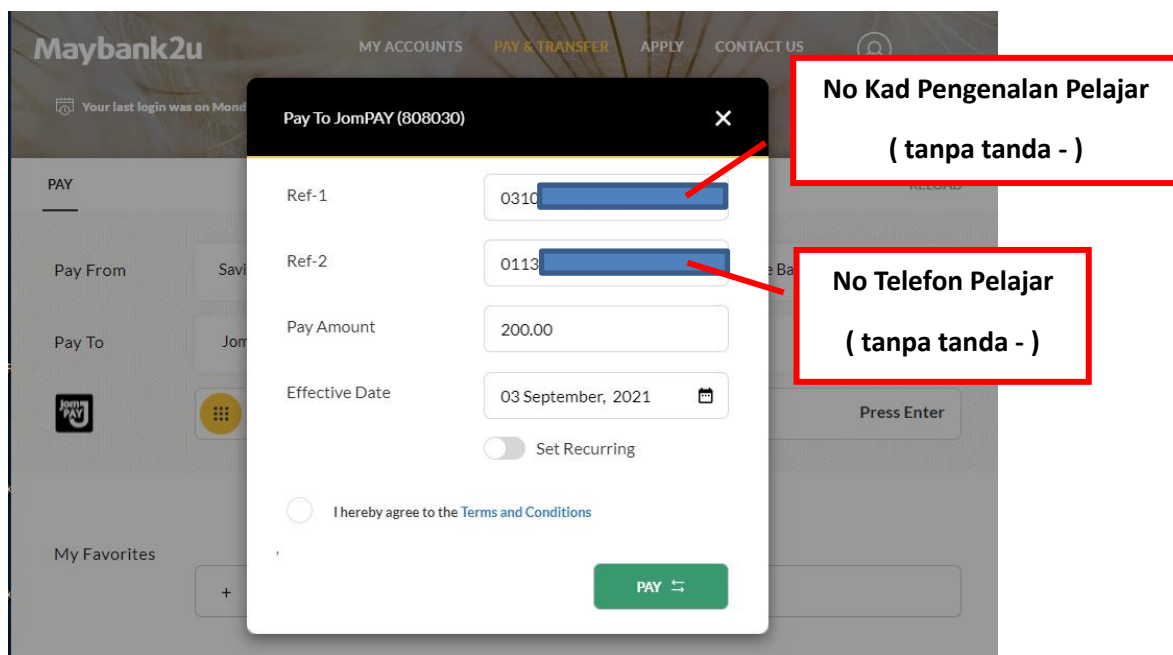 Maybank2u
MY ACCOUNTS
PAY & TRANSFER
APPLY
CONTACT US
Your last login was on Mond
Pay To JomPAY (808030)
No Kad Pengenalan Pelajar
( tanpa tanda - )
PAY
Ref-1
0310
Ref-2
0113
Pay From
Savi
No Telefon Pelajar
( tanpa tanda - )
Pay Amount
200.00
Pay To
Jom
Effective Date
03 September, 2021
Jom
PAY
Press Enter
Set Recurring
I hereby agree to the Terms and Conditions
My Favorites
+
PAY